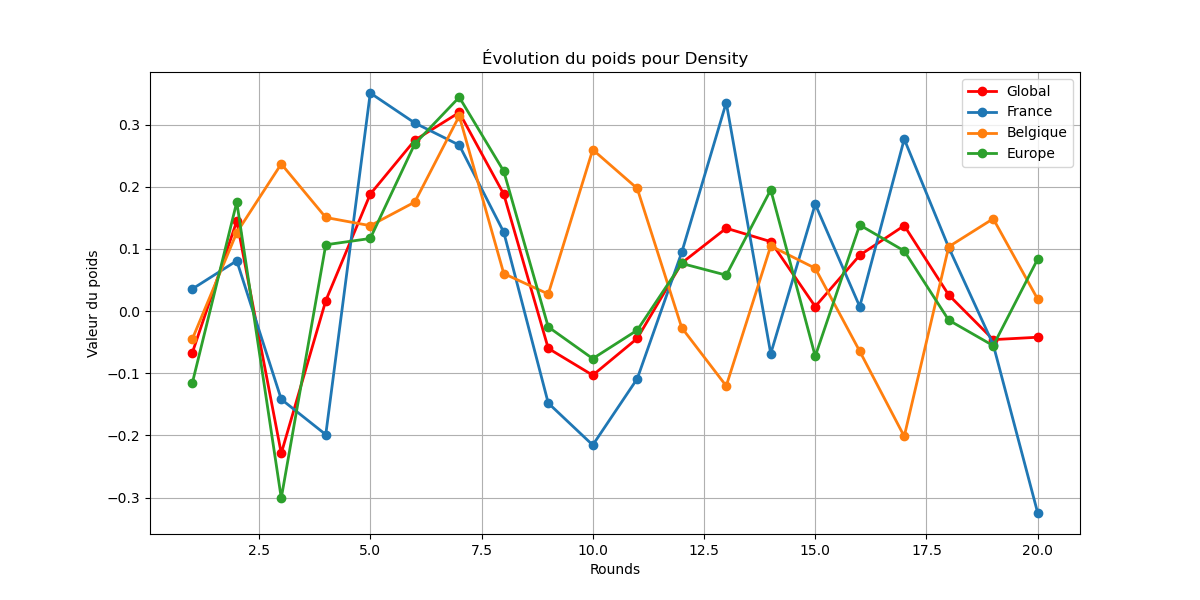 Évolution du poids pour Density
Global
France
Belgique
Europe
Valeur du poids
0.3
0.2
0.1
0.0
−0.1
−0.2
−0.3
2.5 5.0 7.5 10.0 12.5 15.0 17.5 20.0
Rounds